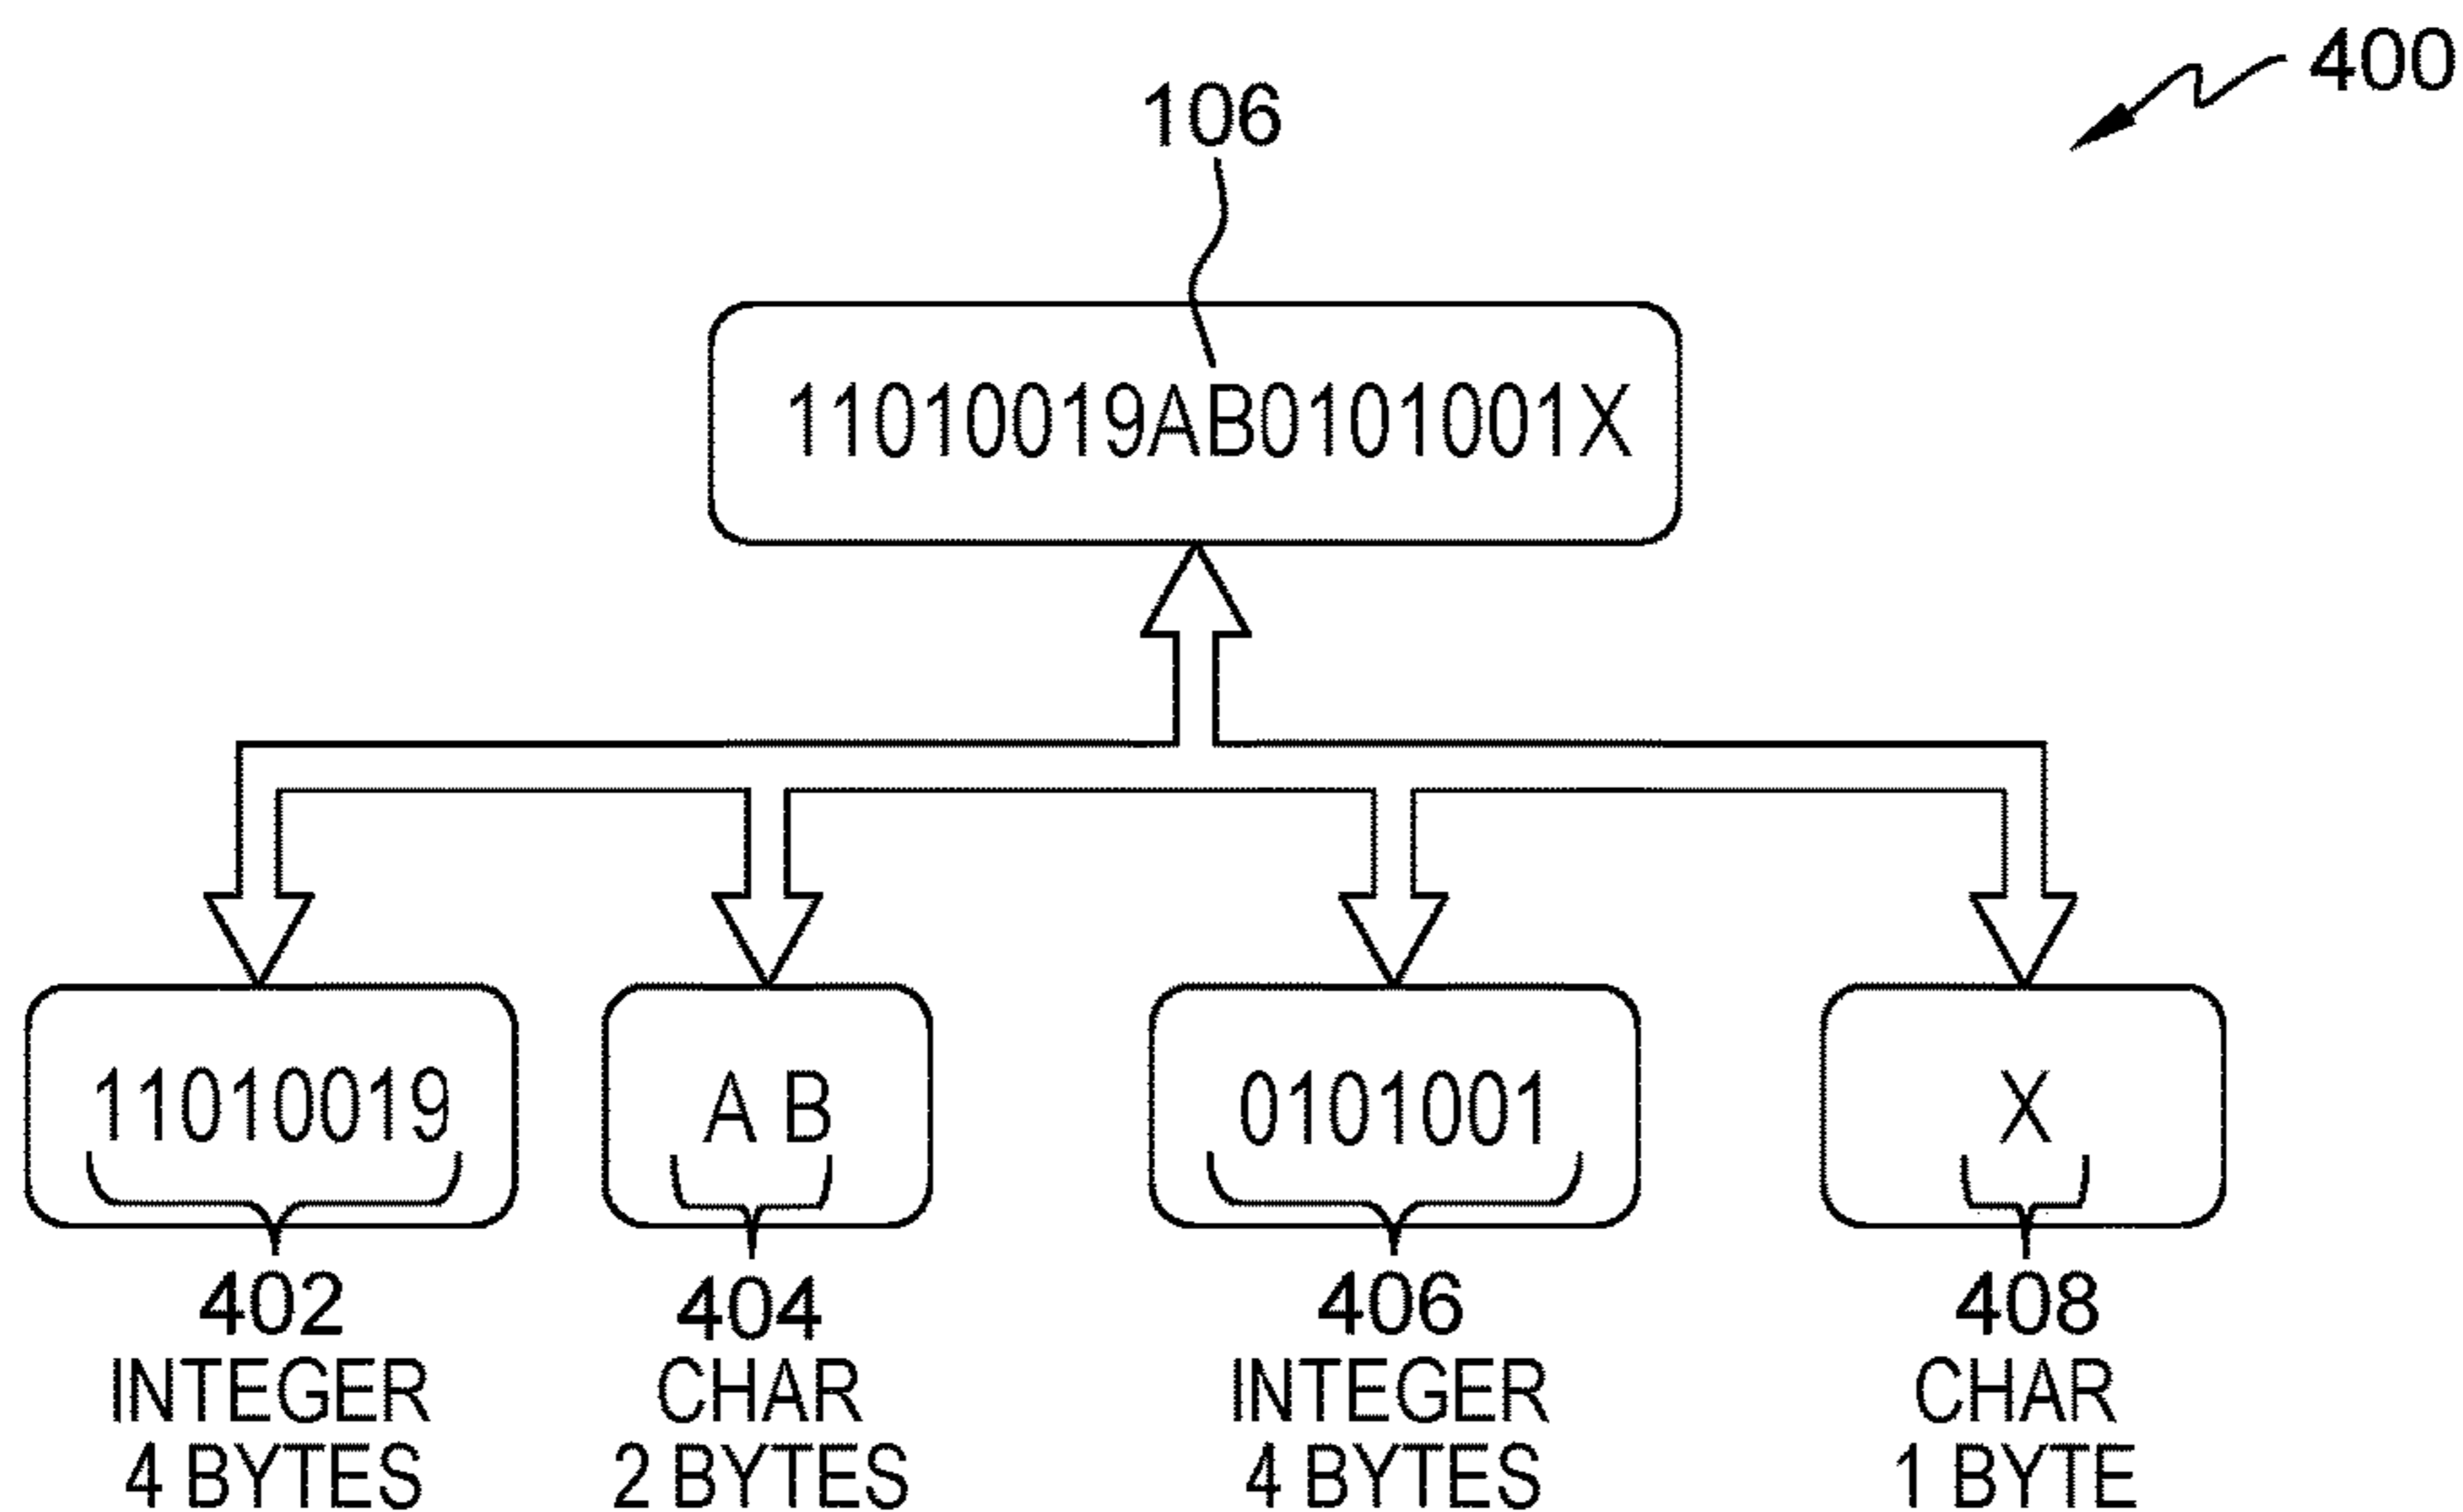 400
106
11010019AB0101001X
11010019
A B
0101001
X
402
INTEGER
4 BYTES
404
CHAR
2 BYTES
406
INTEGER
4 BYTES
408
CHAR
1 BYTE